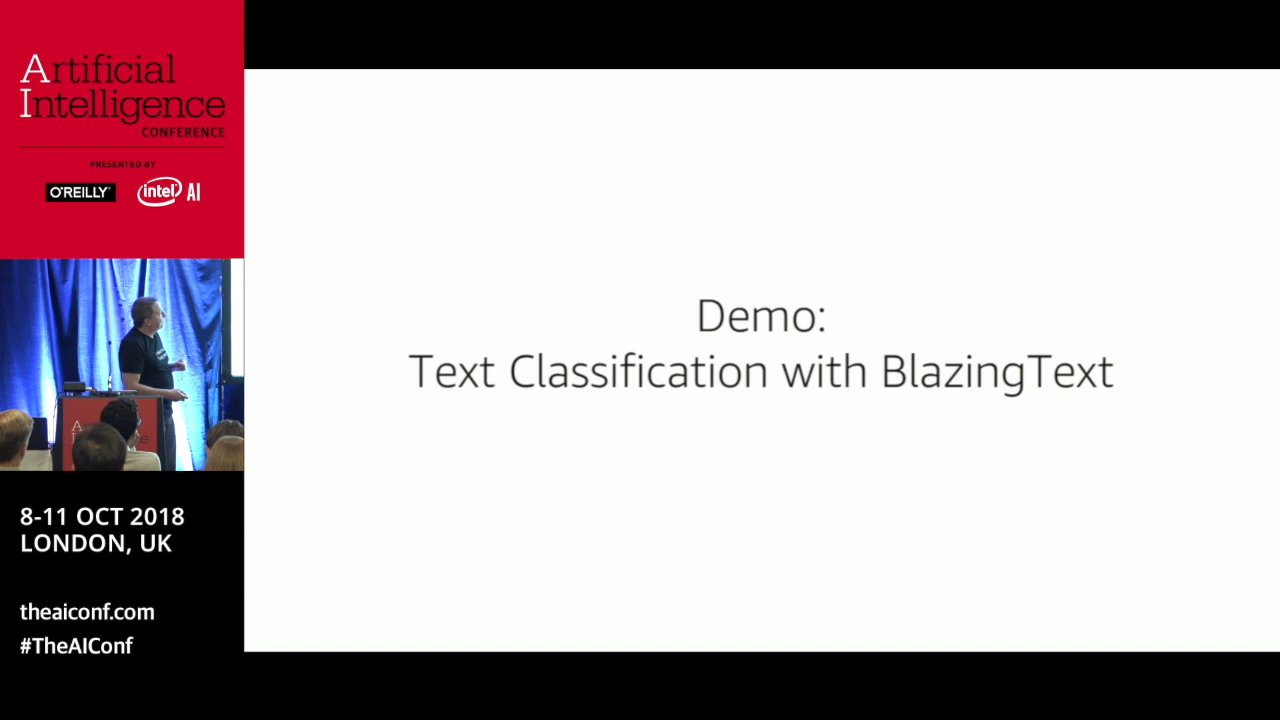 Artificial
Intelligence
CONFERENCE
PRESENTED BY
O'REILLY
intel AI
8-11 OCT 2018
LONDON, UK
theaiconf.com
#TheAIConf
Demo:
Text Classification with BlazingText